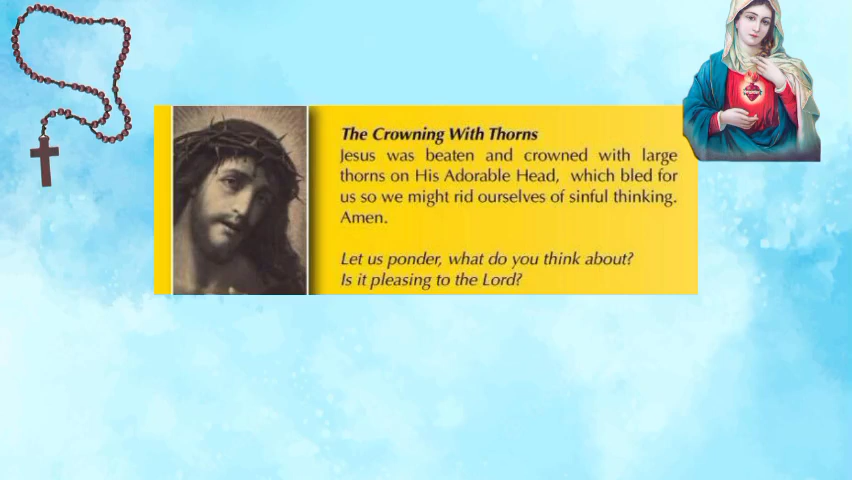 The Crowning With Thorns
Jesus was beaten and crowned with large
thorns on His Adorable Head, which bled for
us so we might rid ourselves of sinful thinking.
Amen.
Let us ponder, what do you think about?
Is it pleasing to the Lord?